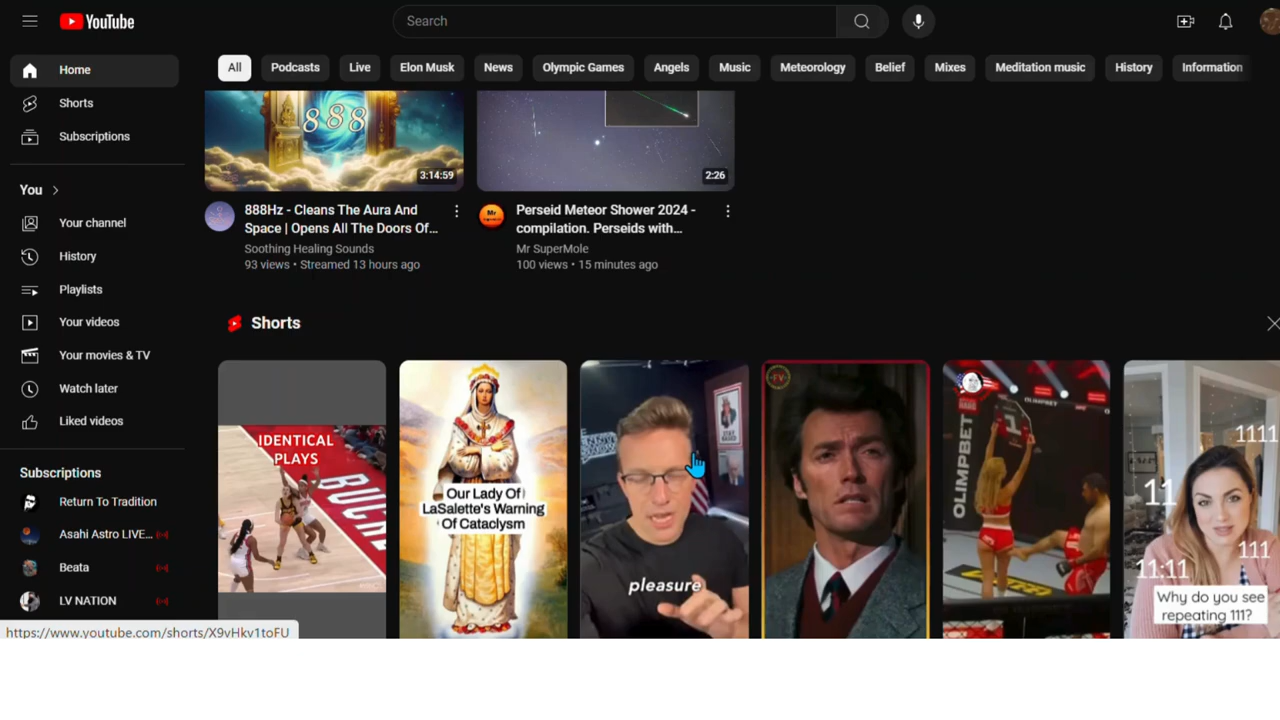 YouTube
Search
Home
Shorts
Subscriptions
You
Your channel
History
Playlists
Your videos
Your movies & TV
Watch later
Liked videos
Subscriptions
Return To Tradition
Asahi Astro LIVE...
Beata
LV NATION
https://www.youtube.com/shorts/X9vHkv1toFU
All
Podcasts
Live
Elon Musk
News
Olympic Games
Angels
Music
Meteorology
Belief
Mixes
Meditation music
History
Information
888
3:14:59
888Hz - Cleans The Aura And
Space | Opens All The Doors Of...
Soothing Healing Sounds
93 views • Streamed 13 hours ago
2:26
Mr
Perseid Meteor Shower 2024 -
compilation. Perseids with...
Mr SuperMole
100 views • 15 minutes ago
Shorts
IDENTICAL
PLAYS
BUC
Our Lady Of
LaSalette's Warning
Of Cataclysm
pleasure
FV
OLIMPBET
OLIMPBET
1
1111
11
111
11:11
Why do you see
repeating 111?